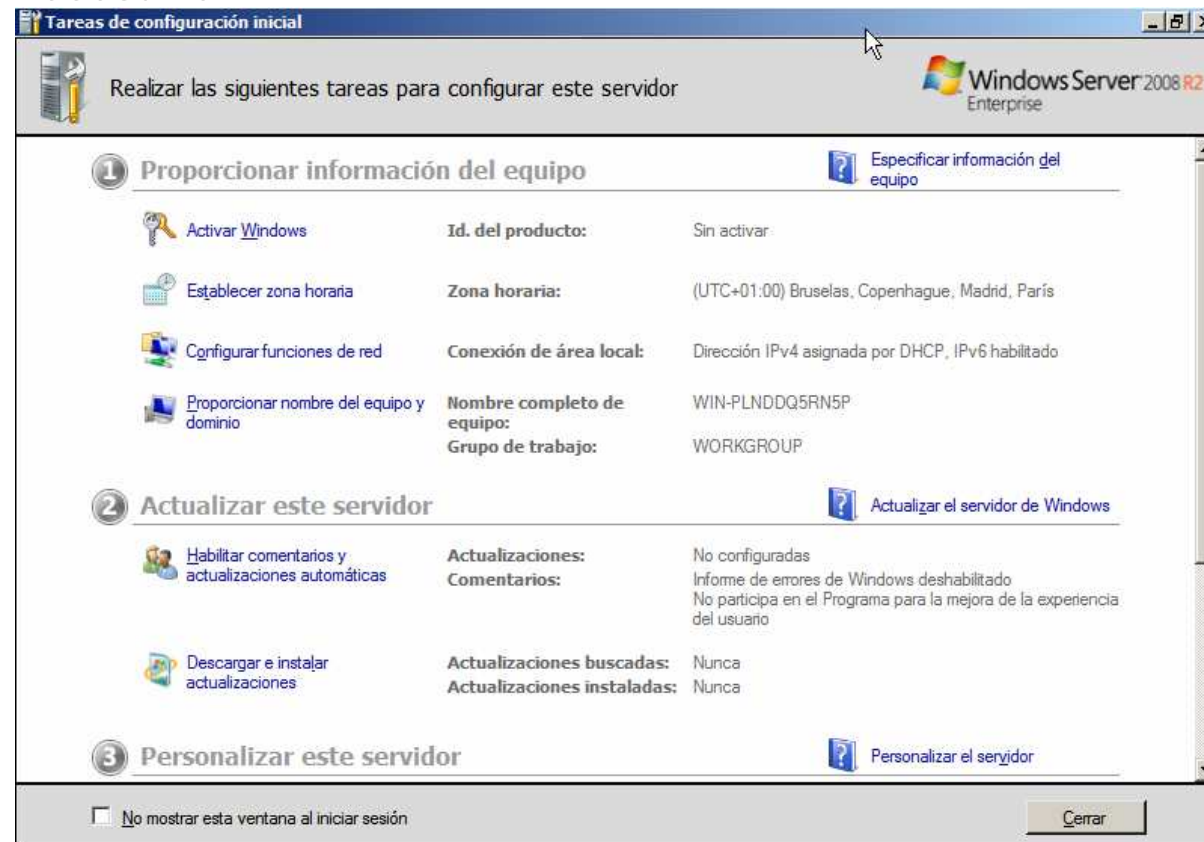 Tareas de configuración inicial
Realizar las siguientes tareas para configurar este servidor
Windows Server 2008 R2
Enterprise
1 Proporcionar información del equipo
Especificar información del
equipo
Activar Windows
Id. del producto:
Sin activar
Establecer zona horaria
Zona horaria:
(UTC+01:00) Bruselas, Copenhague, Madrid, París
Configurar funciones de red
Conexión de área local:
Dirección IPv4 asignada por DHCP, IPv6 habilitado
Proporcionar nombre del equipo y
dominio
Nombre completo de
equipo:
WIN-PLNDDQ5RN5P
Grupo de trabajo:
WORKGROUP
2 Actualizar este servidor
Actualizar el servidor de Windows
Habilitar comentarios y
actualizaciones automáticas
Actualizaciones:
No configuradas
Comentarios:
Informe de errores de Windows deshabilitado
No participa en el Programa para la mejora de la experiencia
del usuario
Descargar e instalar
actualizaciones
Actualizaciones buscadas:
Nunca
Actualizaciones instaladas:
Nunca
3 Personalizar este servidor
Personalizar el servidor
No mostrar esta ventana al iniciar sesión
Cerrar